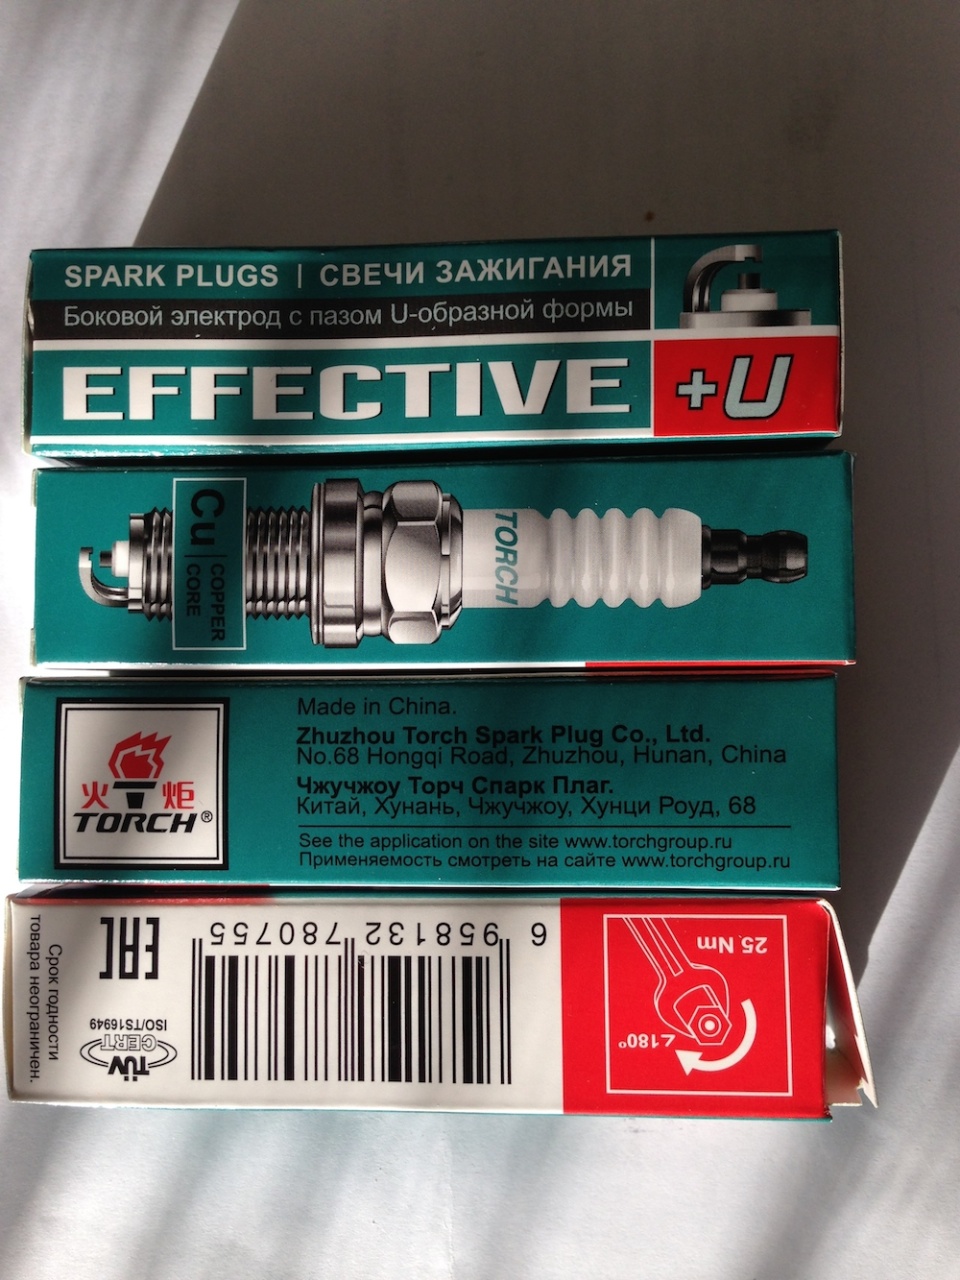 SPARK PLUGS | СВЕЧИ ЗАЖИГАНИЯ
Боковой электрод с пазом U-образной формы
EFFECTIVE +U
Cu | COPPER CORE
TORCH
火 炬
TORCH®
Made in China.
Zhuzhou Torch Spark Plug Co., Ltd.
No.68 Hongqi Road, Zhuzhou, Hunan, China
Чжучжоу Торч Спарк Плаг.
Китай, Хунань, Чжучжоу, Хунци Роуд, 68
See the application on the site www.torchgroup.ru
Применяемость смотреть на сайте www.torchgroup.ru
25 Nm
∠180°
6 958132 780755
EAC
TÜV
CERT
ISO/TS16949
Срок годности
товара неограничен.